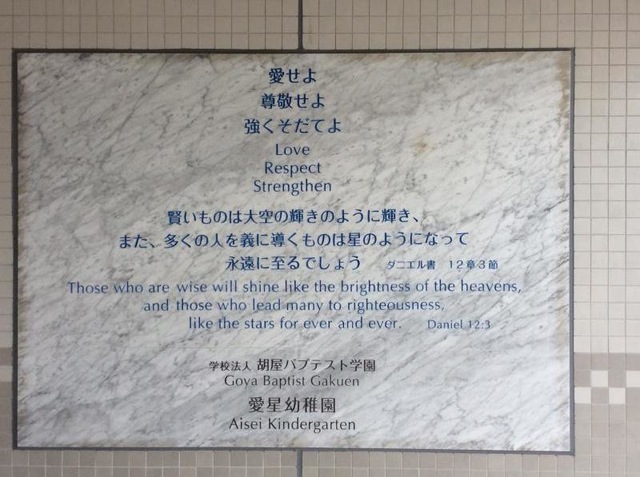 愛せよ
尊敬せよ
強くそだてよ
Love
Respect
Strengthen
賢いものは大空の輝きのように輝き、
また、多くの人を義に導くものは星のようになって
永遠に至るでしょう ダニエル書 12章3節
Those who are wise will shine like the brightness of the heavens,
and those who lead many to righteousness,
like the stars for ever and ever. Daniel 12:3
学校法人 胡屋バプテスト学園
Goya Baptist Gakuen
愛星幼稚園
Aisei Kindergarten